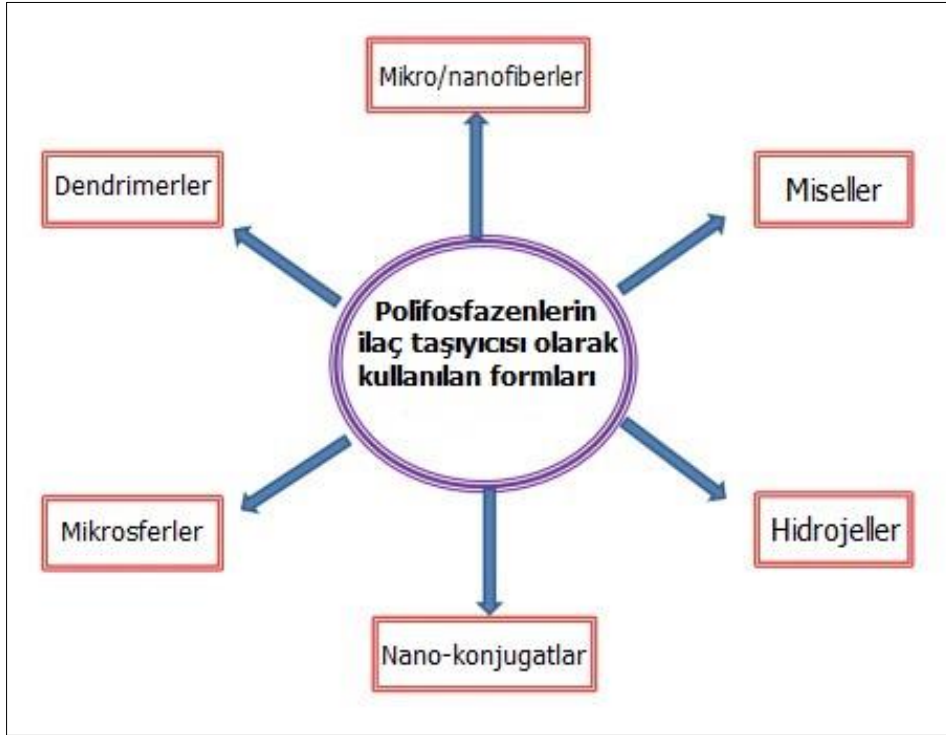 Mikro/nanofiberler
Dendrimerler
Miseller
Polifosfazenlerin
ilaç taşıyıcısı olarak
kullanılan formları
Mikrosferler
Hidrojeller
Nano-konjugatlar